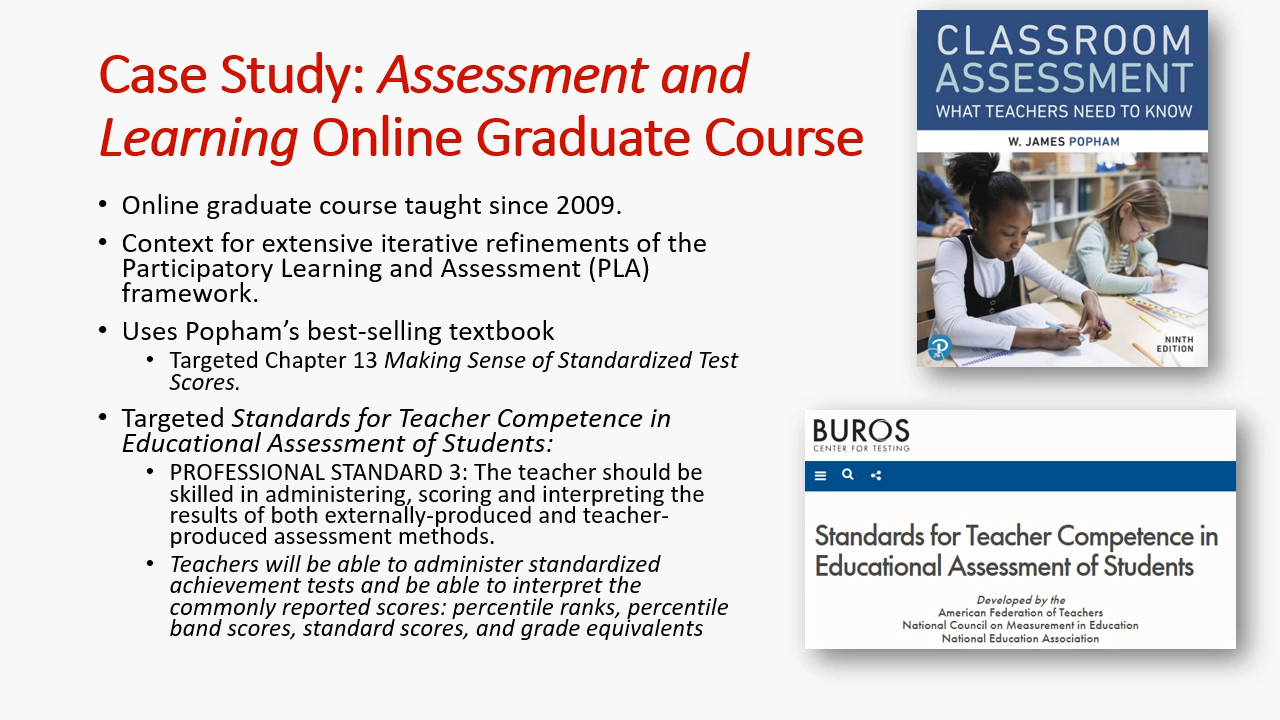 Case Study: Assessment and
Learning Online Graduate Course
• Online graduate course taught since 2009.
• Context for extensive iterative refinements of the
Participatory Learning and Assessment (PLA)
framework.
• Uses Popham’s best-selling textbook
• Targeted Chapter 13 Making Sense of Standardized Test
Scores.
• Targeted Standards for Teacher Competence in
Educational Assessment of Students:
• PROFESSIONAL STANDARD 3: The teacher should be
skilled in administering, scoring and interpreting the
results of both externally-produced and teacher-
produced assessment methods.
• Teachers will be able to administer standardized
achievement tests and be able to interpret the
commonly reported scores: percentile ranks, percentile
band scores, standard scores, and grade equivalents
CLASSROOM
ASSESSMENT
WHAT TEACHERS NEED TO KNOW
W. JAMES POPHAM
P
NINTH
EDITION
BUROS
CENTER FOR TESTING
Standards for Teacher Competence in
Educational Assessment of Students
Developed by the
American Federation of Teachers
National Council on Measurement in Education
National Education Association